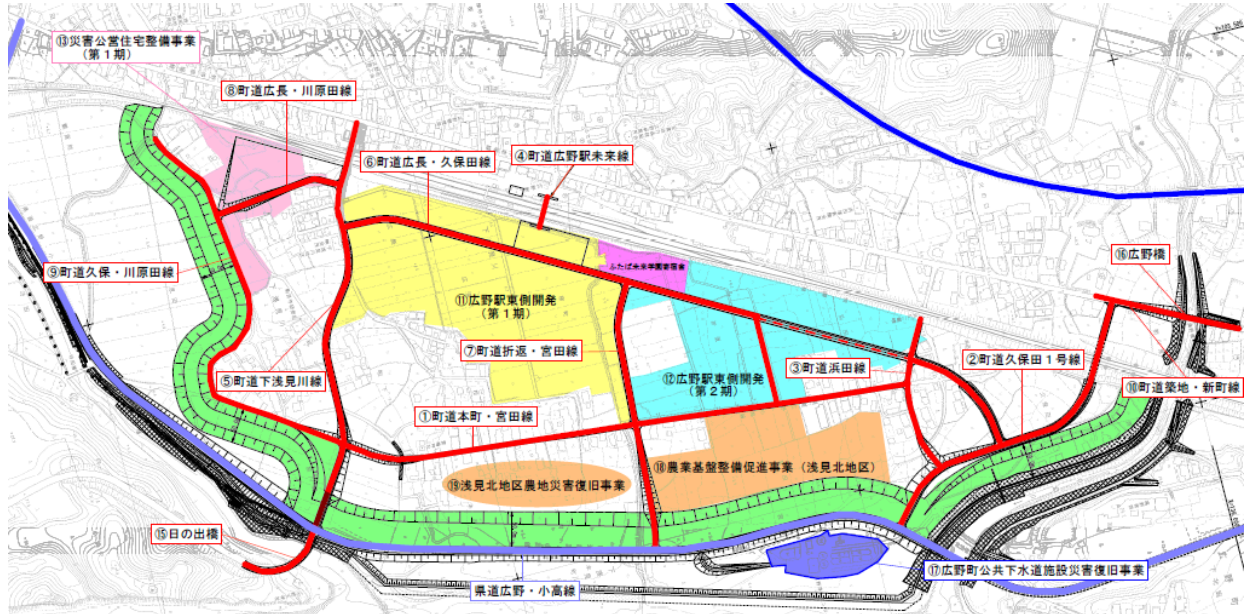 ⑬災害公営住宅整備事業
（第１期）
⑧町道広長・川原田線
⑥町道広長・久保田線
④町道広野駅未来線
⑯広野橋
⑨町道久保・川原田線
ふたば未来学園寄宿舎
⑪広野駅東側開発
（第１期）
⑦町道折返・宮田線
②町道久保田１号線
③町道浜田線
⑤町道下浅見川線
⑫広野駅東側開発
（第２期）
⑩町道築地・新町線
①町道本町・宮田線
⑱農業基盤整備促進事業（浅見北地区）
⑲浅見北地区農地災害復旧事業
⑮日の出橋
⑰広野町公共下水道施設災害復旧事業
県道広野・小高線